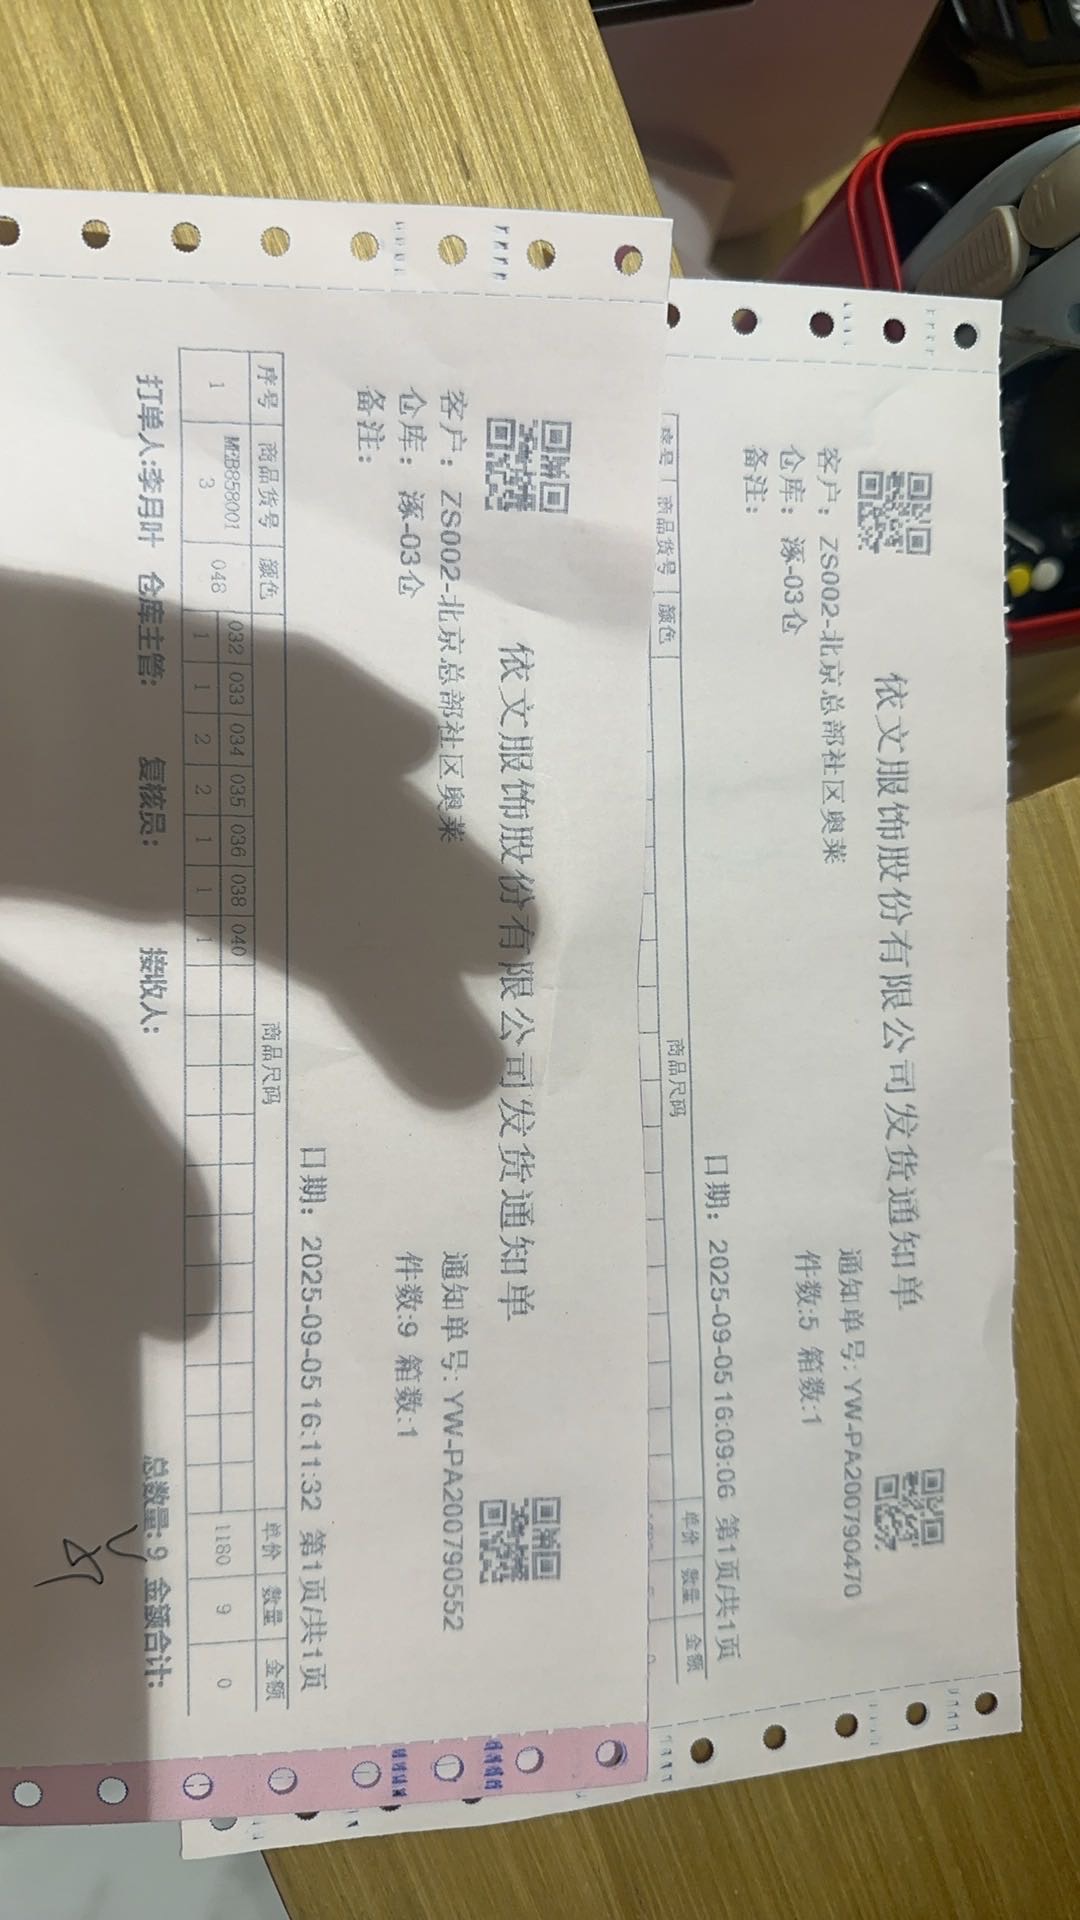 依文服饰股份有限公司发货通知单
客户：ZS002-北京总部社区奥莱 通知单号:YW-PA200790470
仓库：涿-03仓 件数:5 箱数:1
备注：
日期：2025-09-05 16:09:06 第1页/共1页
序号 商品货号 颜色 商品尺码 单价 数量 金额
依文服饰股份有限公司发货通知单
客户：ZS002-北京总部社区奥莱 通知单号:YW-PA200790552
仓库：涿-03仓 件数:9 箱数:1
备注：
日期：2025-09-05 16:11:32 第1页/共1页
序号 商品货号 颜色 商品尺码 单价 数量 金额
032 033 034 035 036 038 040
1 3 048 1 1 2 2 1 1 1 1180 9 0
打单人:李月叶 仓库主管: 复核员: 接收人: 总数量:9 金额合计: